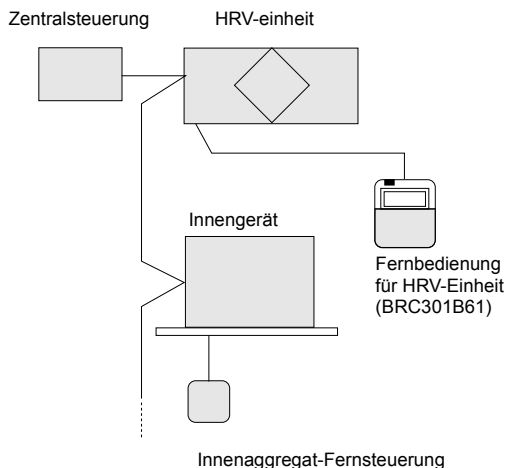 Zentralsteuerung
HRV-einheit
Innengerät
Fernbedienung
für HRV-Einheit
(BRC301B61)
Innenaggregat-Fernsteuerung